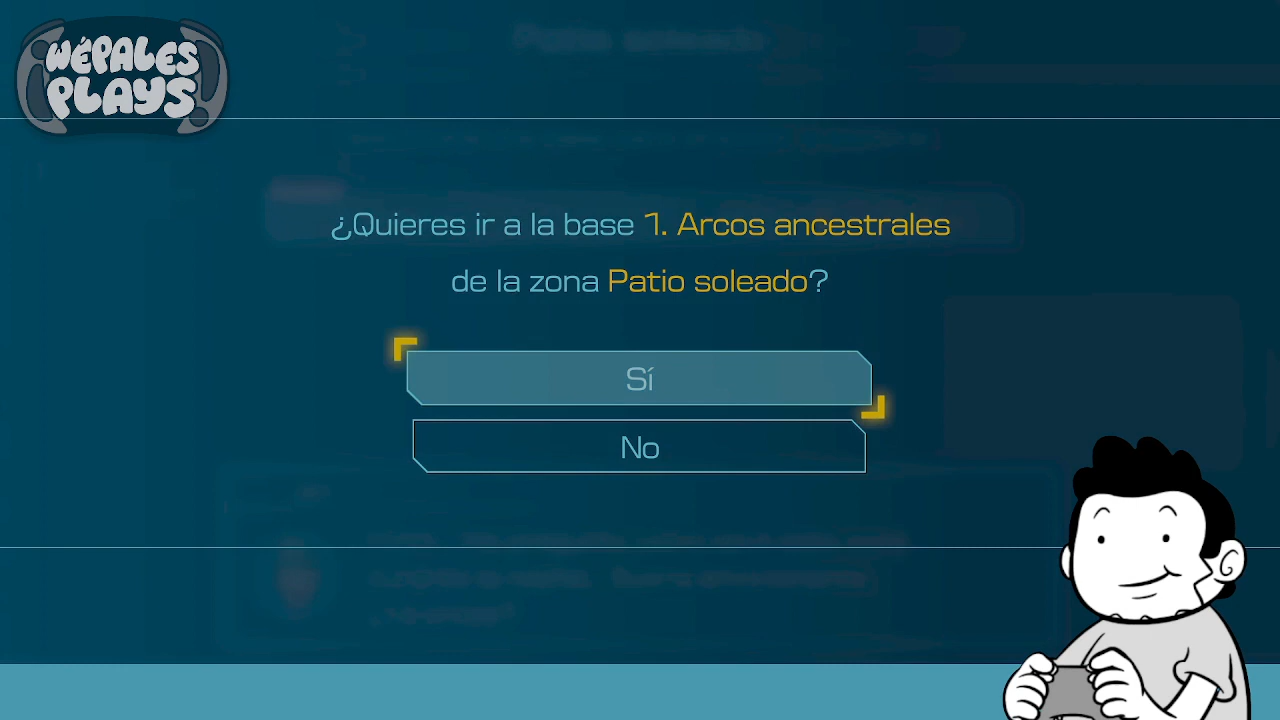 WÉPALES
PLAYS
¿Quieres ir a la base 1. Arcos ancestrales
de la zona Patio soleado?
Sí
No